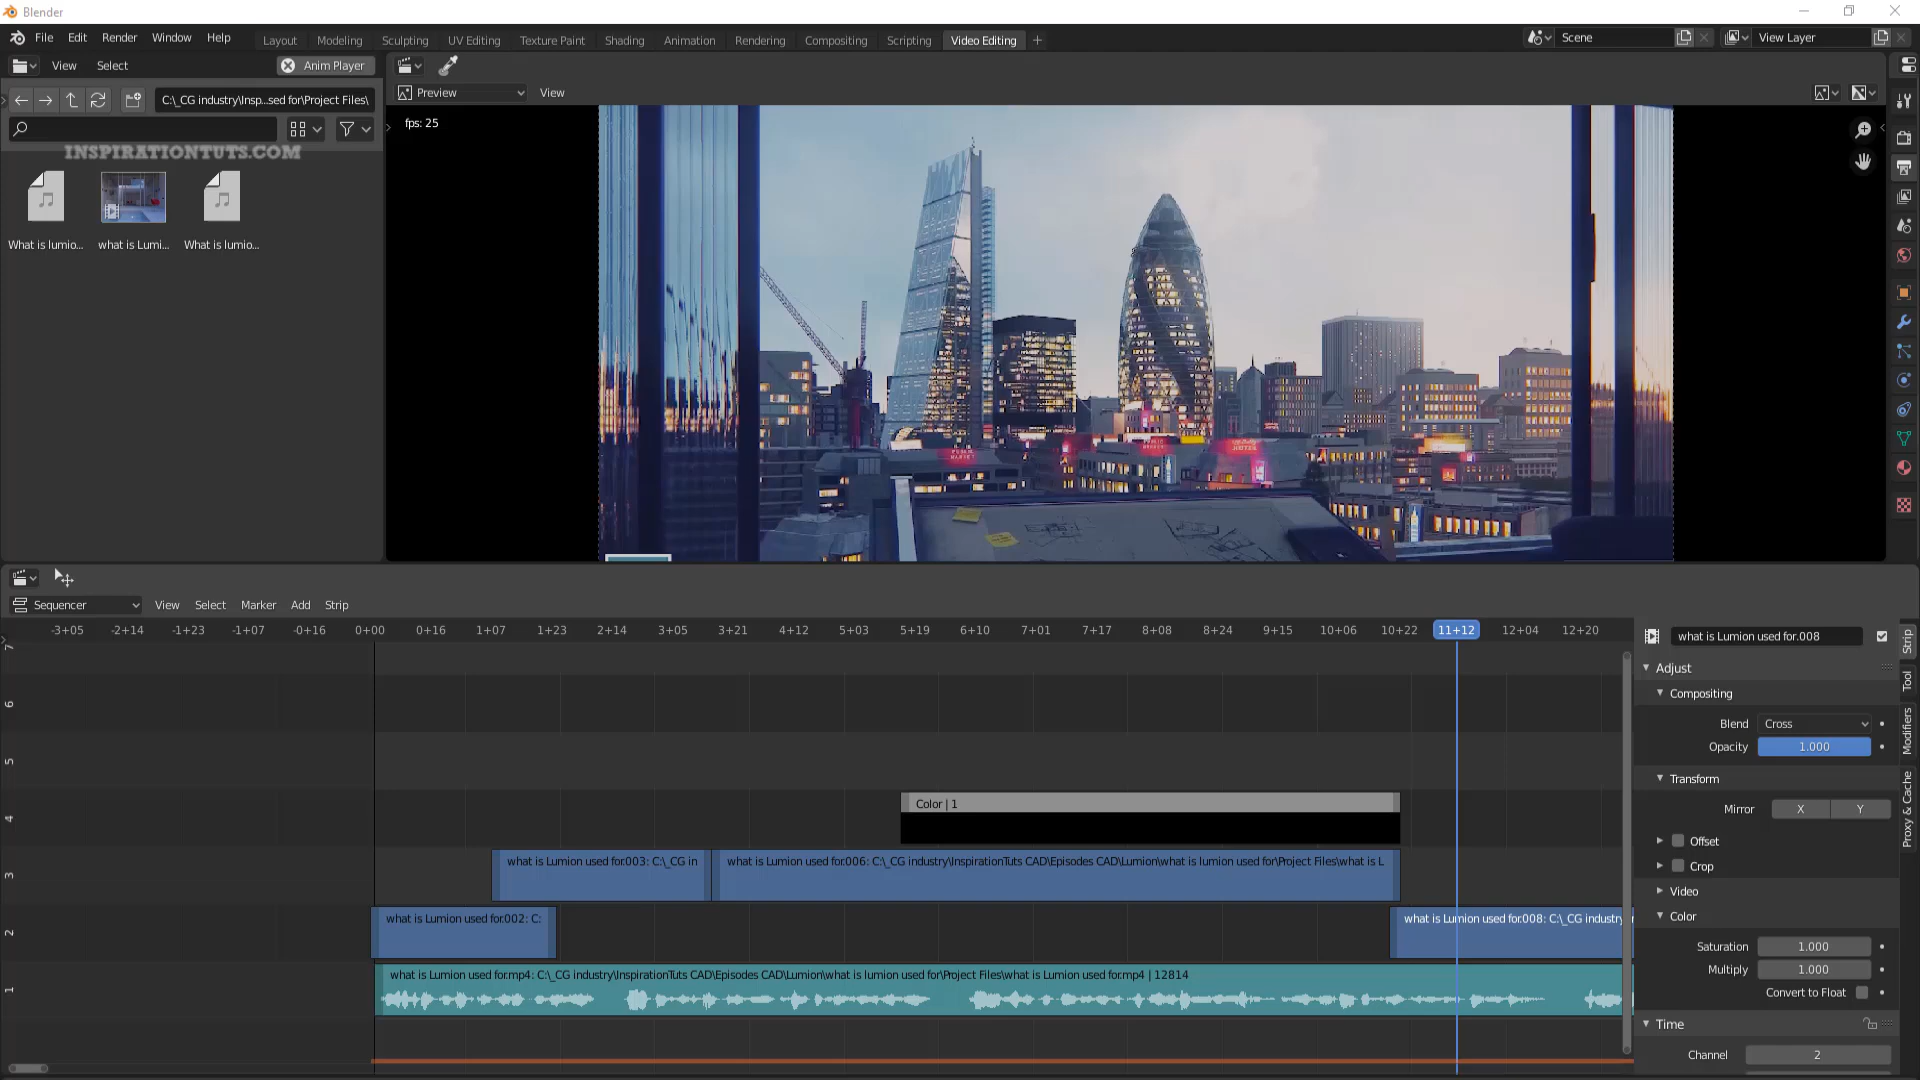 Blender
File Edit Render Window Help
Layout Modeling Sculpting UV Editing Texture Paint Shading Animation Rendering Compositing Scripting Video Editing +
Scene
View Layer
View Select Anim Player
C:\_CG industry\Insp...sed for\Project Files\
INSPIRATIONTUTS.COM
What is lumio...
what is Lumi...
What is lumio...
Preview View
fps: 25
PUBLIC MARKET
Sequencer View Select Marker Add Strip
-3+05 -2+14 -1+23 -1+07 -0+16 0+00 0+16 1+07 1+23 2+14 3+05 3+21 4+12 5+03 5+19 6+10 7+01 7+17 8+08 8+24 9+15 10+06 10+22 11+12 12+04 12+20
7
6
5
4
3
2
1
Color | 1
what is Lumion used for.003: C:\_CG in
what is Lumion used for.006: C:\_CG industry\InspirationTuts CAD\Episodes CAD\Lumion\what is lumion used for\Project Files\what is L
what is Lumion used for.002: C:
what is Lumion used for.008: C:\_CG industry
what is Lumion used for.mp4: C:\_CG industry\InspirationTuts CAD\Episodes CAD\Lumion\what is lumion used for\Project Files\what is Lumion used for.mp4 | 12814
what is Lumion used for.008
Adjust
Compositing
Blend Cross
Opacity 1.000
Transform
Mirror X Y
Offset
Crop
Video
Color
Saturation 1.000
Multiply 1.000
Convert to Float
Time
Channel 2
Strip
Tool
Modifiers
Proxy & Cache